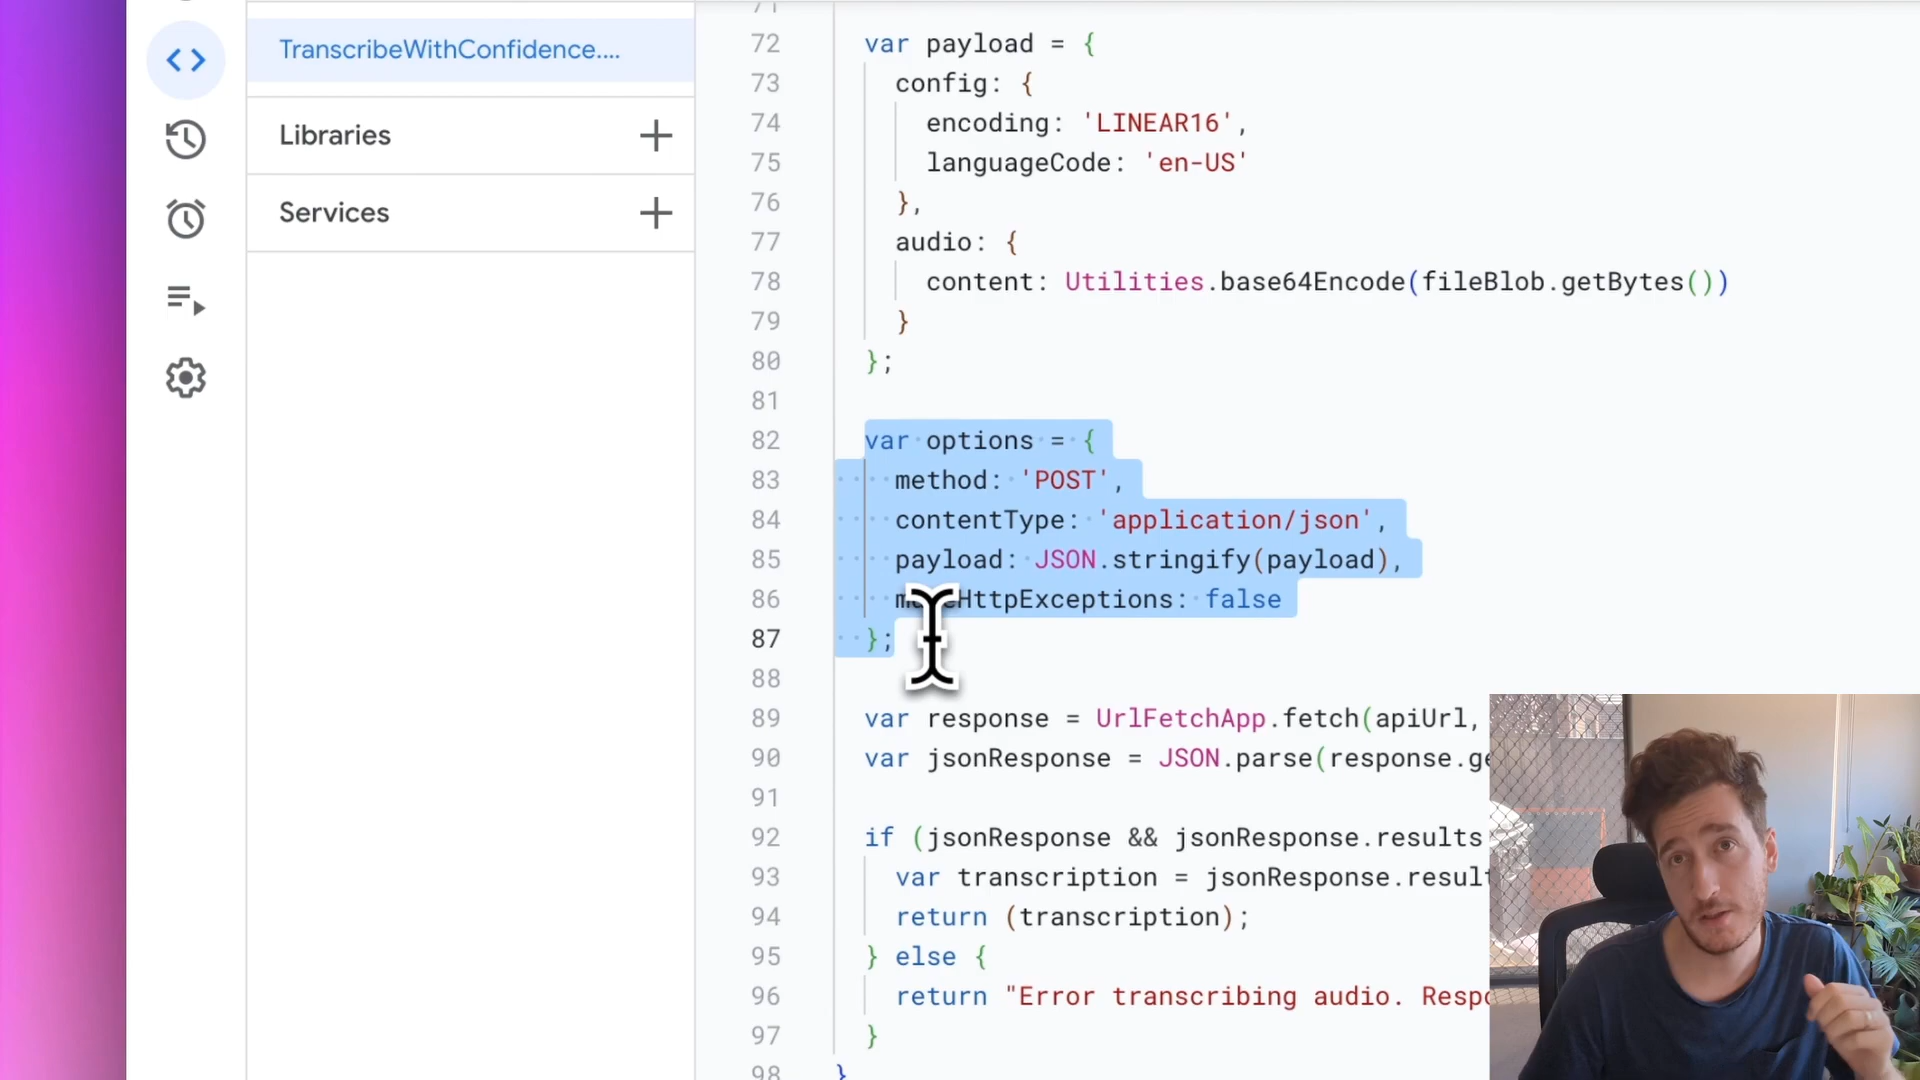 TranscribeWithConfidence....
Libraries
Services
72 var payload = {
73 config: {
74 encoding: 'LINEAR16',
75 languageCode: 'en-US'
76 },
77 audio: {
78 content: Utilities.base64Encode(fileBlob.getBytes())
79 }
80 };
81
82 var options = {
83 method: 'POST',
84 contentType: 'application/json',
85 payload: JSON.stringify(payload),
86 HttpExceptions: false
87 };
88
89 var response = UrlFetchApp.fetch(apiUrl,
90 var jsonResponse = JSON.parse(response.ge
91
92 if (jsonResponse && jsonResponse.results
93 var transcription = jsonResponse.result
94 return (transcription);
95 } else {
96 return "Error transcribing audio. Resp
97 }
98 }